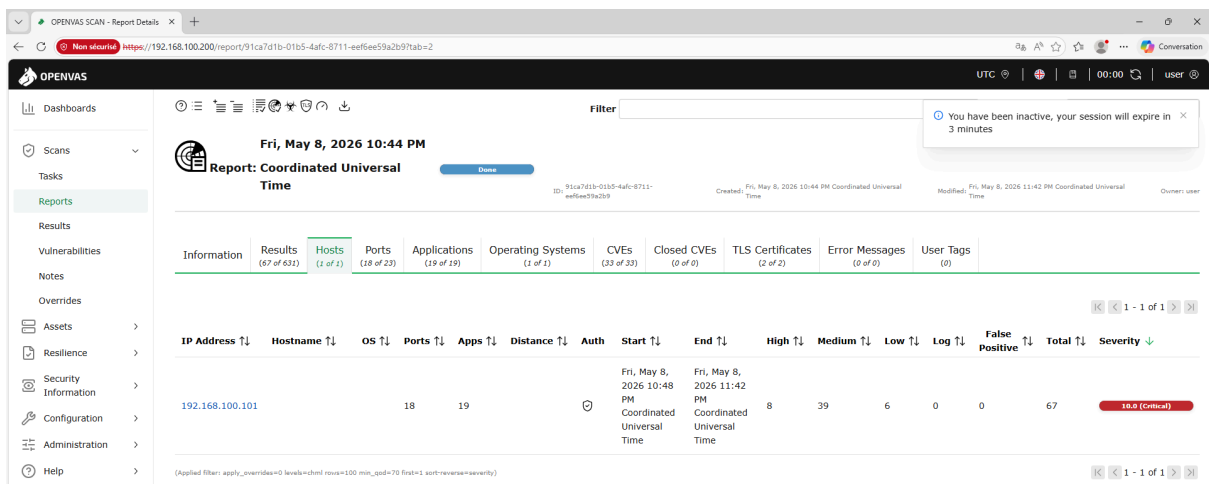 OPENVAS SCAN - Report Details
Non sécurisé https://192.168.100.200/report/91ca7d1b-01b5-4afc-8711-eef6ee59a2b9?tab=2
Conversation
OPENVAS
UTC
00:00
user
Dashboards
Scans
Tasks
Reports
Results
Vulnerabilities
Notes
Overrides
Assets
Resilience
Security
Information
Configuration
Administration
Help
Filter
You have been inactive, your session will expire in
3 minutes
Report:
Fri, May 8, 2026 10:44 PM
Coordinated Universal
Time
Done
ID: 91ca7d1b-01b5-4afc-8711-
eef6ee59a2b9
Created: Fri, May 8, 2026 10:44 PM Coordinated Universal
Time
Modified: Fri, May 8, 2026 11:42 PM Coordinated Universal
Time
Owner: user
Information
Results
(67 of 631)
Hosts
(1 of 1)
Ports
(18 of 23)
Applications
(19 of 19)
Operating Systems
(1 of 1)
CVEs
(33 of 33)
Closed CVEs
(0 of 0)
TLS Certificates
(2 of 2)
Error Messages
(0 of 0)
User Tags
(0)
1 - 1 of 1
IP Address Hostname OS Ports Apps Distance Auth Start End High Medium Low Log False Positive Total Severity
192.168.100.101
18
19
Fri, May 8,
2026 10:48
PM
Coordinated
Universal
Time
Fri, May 8,
2026 11:42
PM
Coordinated
Universal
Time
8
39
6
0
0
67
10.0 (Critical)
(Applied filter: apply_overrides=0 levels=chml rows=100 min_qod=70 first=1 sort-reverse=severity)
1 - 1 of 1